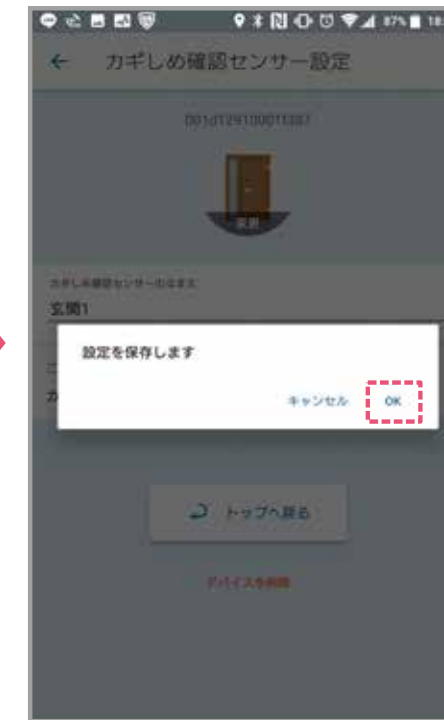 87% 18:
カギしめ確認センサー設定
変更
カギしめ確認センサーのなまえ
玄関1
設定を保存します
キャンセル OK
トップへ戻る
デバイスを削除